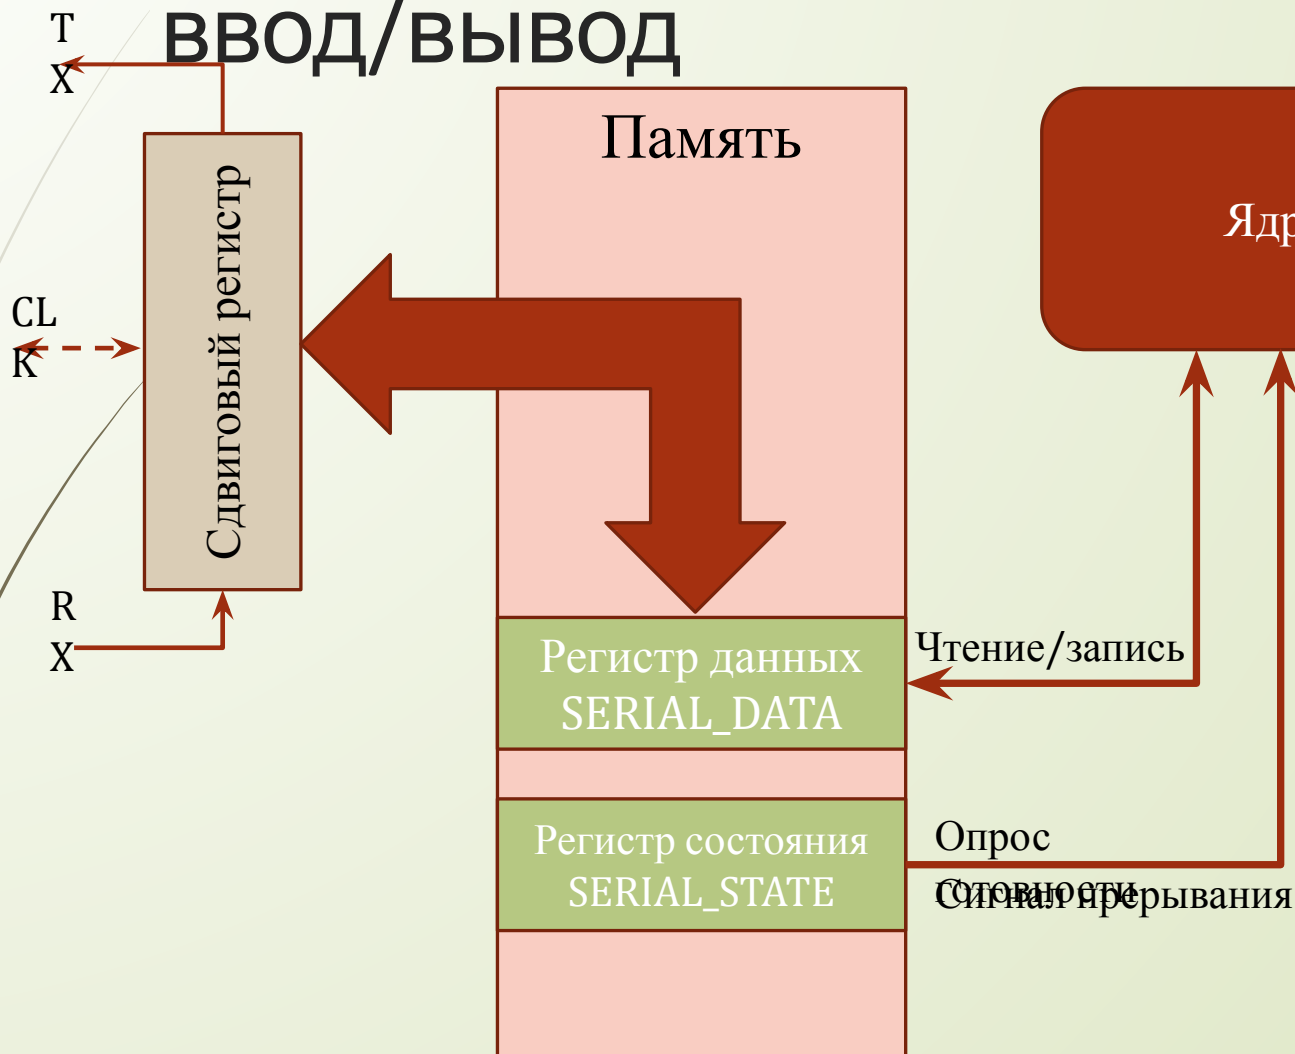 ввод/вывод
T
X
Память
Ядр
Сдвиговый регистр
CL
K
R
X
Регистр данных
SERIAL_DATA
Чтение/запись
Регистр состояния
SERIAL_STATE
Опрос
готовности
Сигнал прерывания